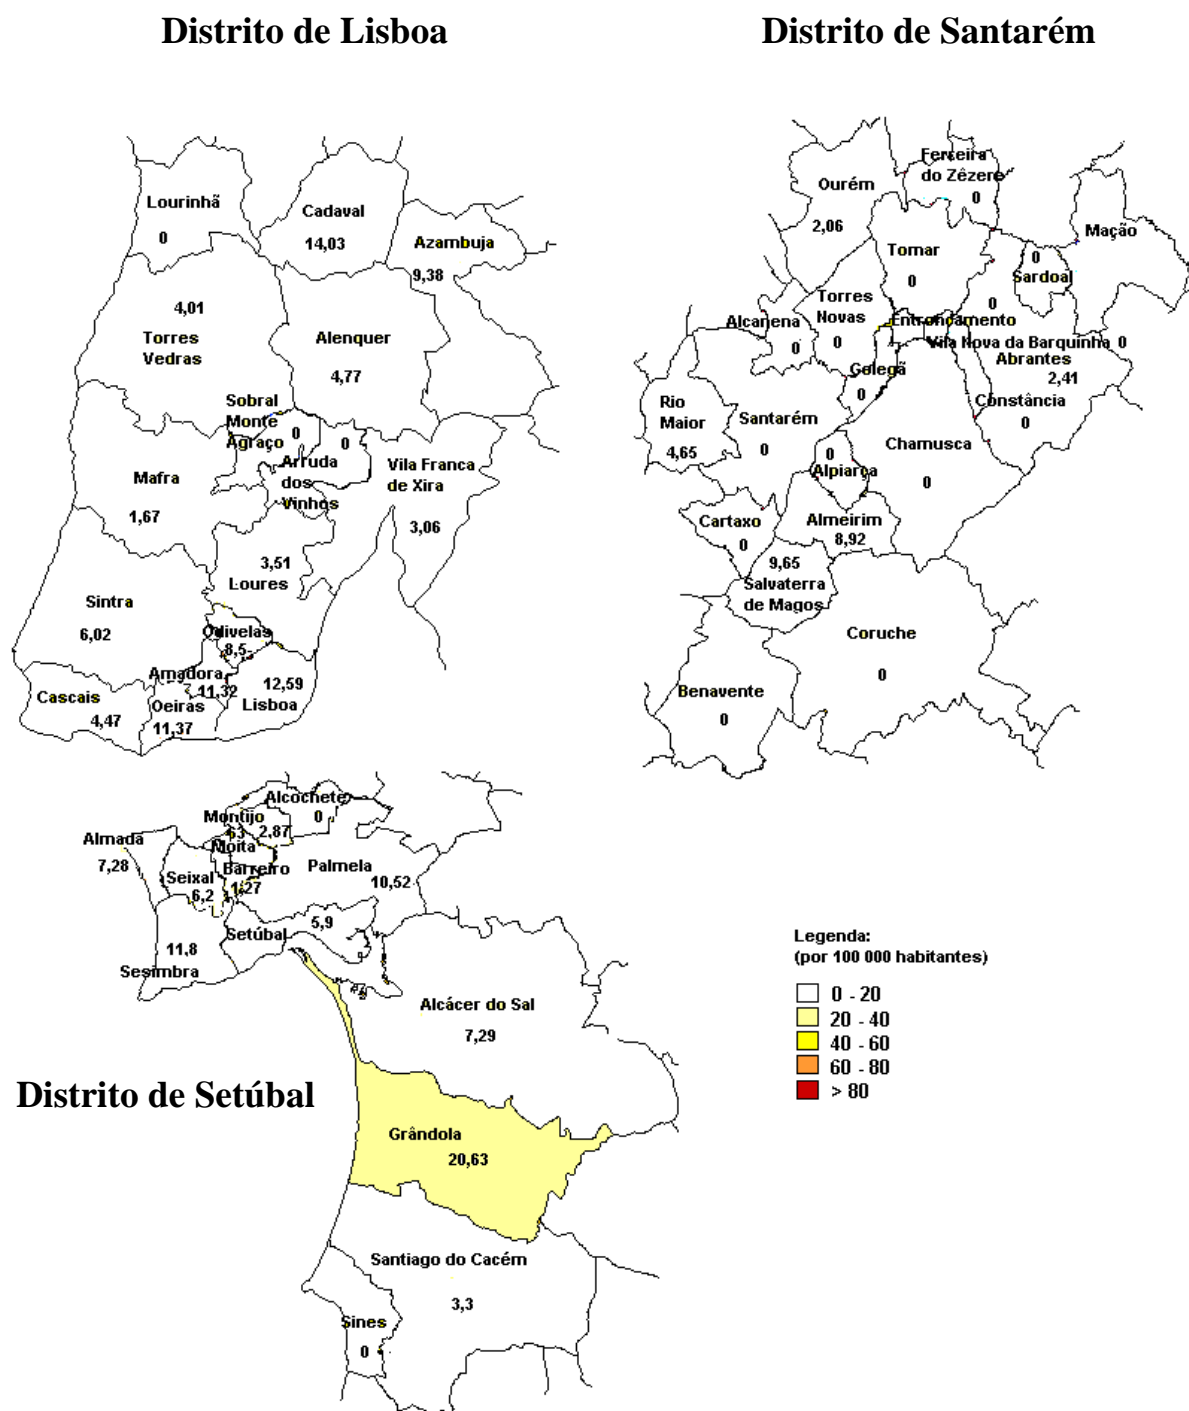 Distrito de Lisboa
Distrito de Santarém
Lourinhã
0
Cadaval
14,03
Azambuja
9,38
4,01
Torres
Vedras
Alenquer
4,77
Sobral
Monte
Agraço
0
0
Arruda
dos
Vinhos
Vila Franca
de Xira
3,06
Mafra
1,67
3,51
Loures
Sintra
6,02
Odivelas
8,5
Amadora
11,32
12,59
Lisboa
Cascais
4,47
Oeiras
11,37
Ferreira
do Zêzere
0
Ourém
2,06
Mação
Tomar
0
0
Sardoal
0
Torres
Novas
0
Alcanena
0
Entroncamento
Vila Nova da Barquinha 0
Abrantes
2,41
Golegã
0
Constância
0
Rio
Maior
4,65
Santarém
0
Chamusca
0
0
Alpiarça
Cartaxo
0
Almeirim
8,92
9,65
Salvaterra
de Magos
Coruche
0
Benavente
0
Alcochete
0
Montijo
2,87
63
Moita
Almada
7,28
Seixal
6,2
Barreiro
1,27
Palmela
10,52
Setúbal
5,9
11,8
Sesimbra
Alcácer do Sal
7,29
Distrito de Setúbal
Grândola
20,63
Santiago do Cacém
3,3
Sines
0
Legenda:
(por 100 000 habitantes)
0 - 20
20 - 40
40 - 60
60 - 80
> 80